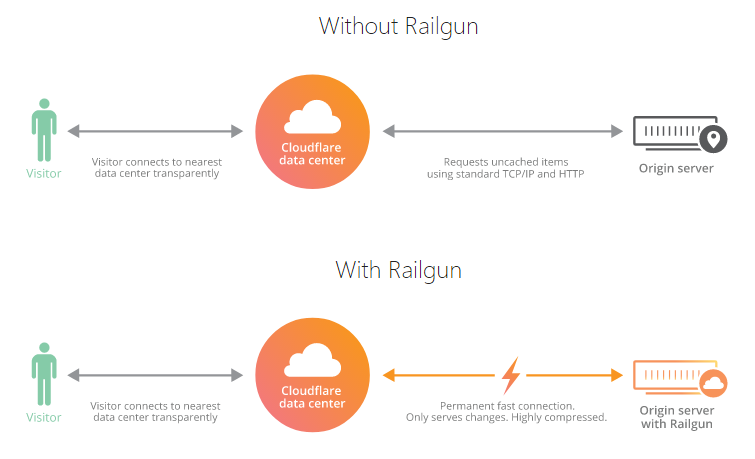 Without Railgun
Cloudflare
data center
Visitor connects to nearest
data center transparently
Requests uncached items
using standard TCP/IP and HTTP
Visitor
Origin server
With Railgun
Cloudflare
data center
Visitor connects to nearest
data center transparently
Permanent fast connection.
Only serves changes. Highly compressed.
Visitor
Origin server
with Railgun